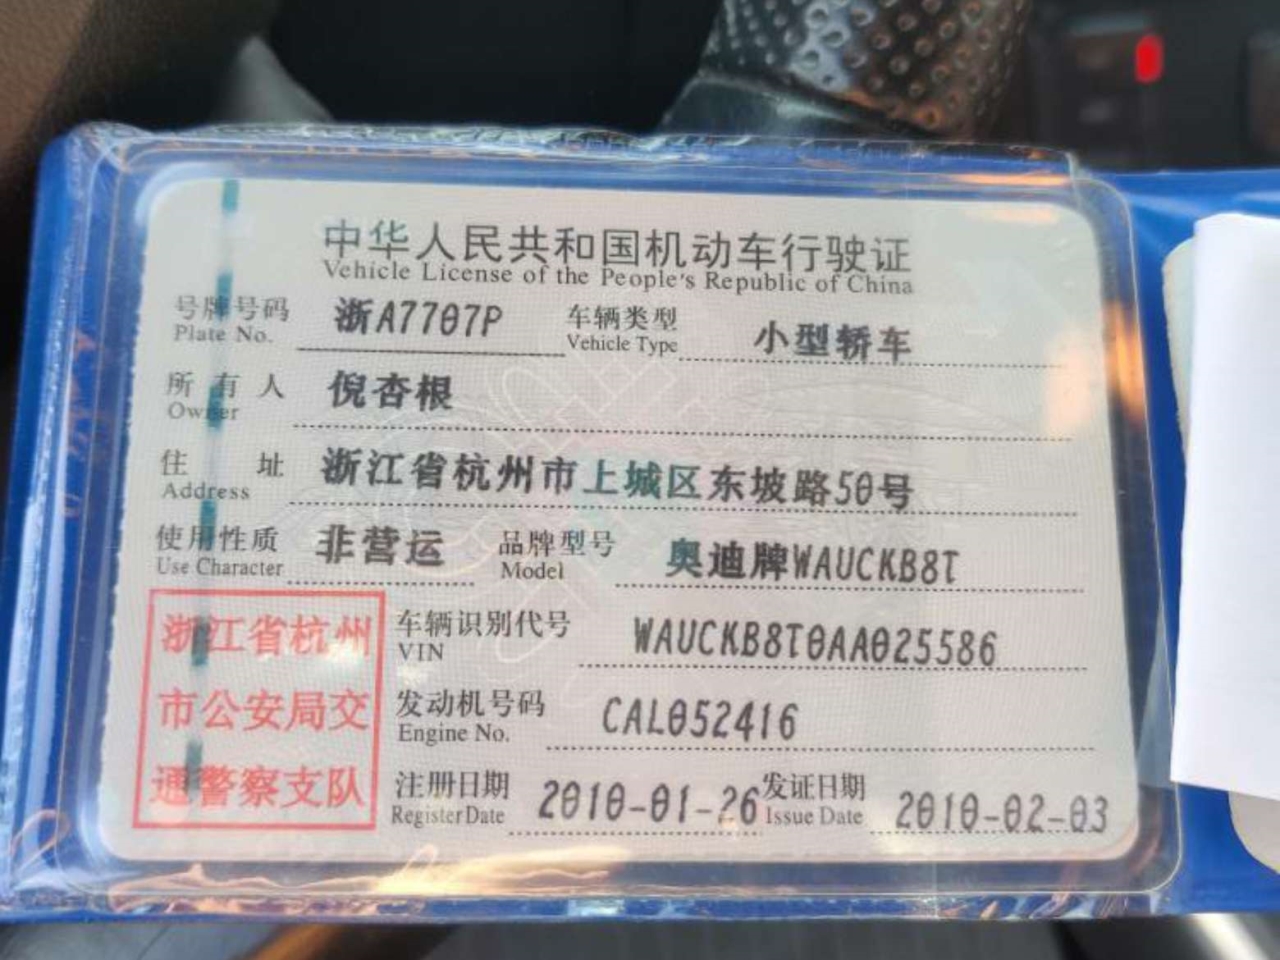 中华人民共和国机动车行驶证
Vehicle License of the People's Republic of China
号牌号码 浙A7707P 车辆类型 小型轿车
Plate No. Vehicle Type
所有人 倪杏根
Owner
住址 浙江省杭州市上城区东坡路50号
Address
使用性质 非营运 品牌型号 奥迪牌WAUCKB8T
Use Character Model
浙江省杭州
市公安局交
通警察支队
车辆识别代号 WAUCKB8T0AA025586
VIN
发动机号码 CAL052416
Engine No.
注册日期 2010-01-26 发证日期 2010-02-03
Register Date Issue Date